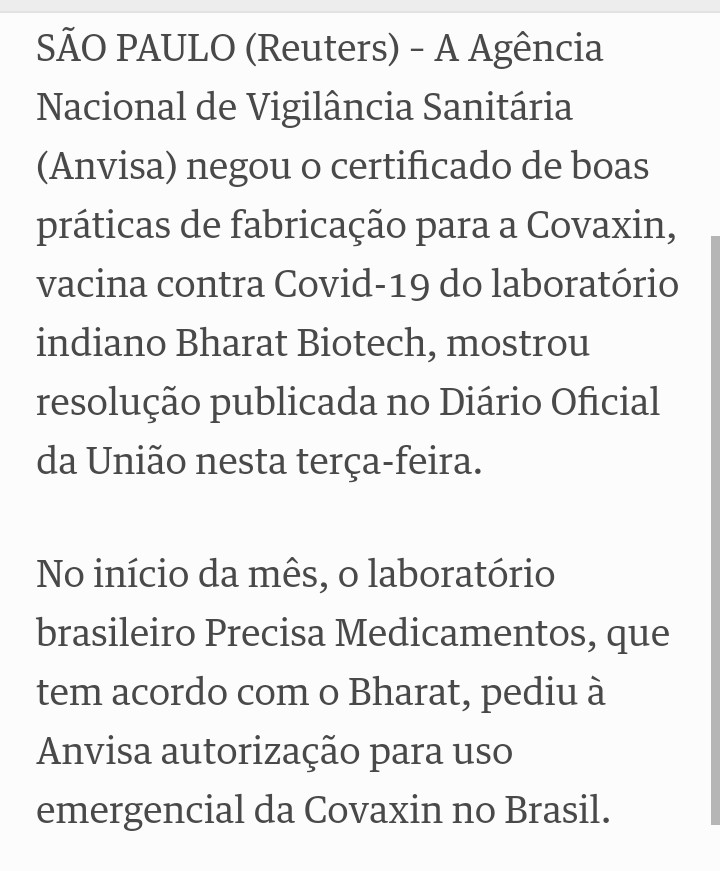 SÃO PAULO (Reuters) - A Agência
Nacional de Vigilância Sanitária
(Anvisa) negou o certificado de boas
práticas de fabricação para a Covaxin,
vacina contra Covid-19 do laboratório
indiano Bharat Biotech, mostrou
resolução publicada no Diário Oficial
da União nesta terça-feira.
No início da mês, o laboratório
brasileiro Precisa Medicamentos, que
tem acordo com o Bharat, pediu à
Anvisa autorização para uso
emergencial da Covaxin no Brasil.